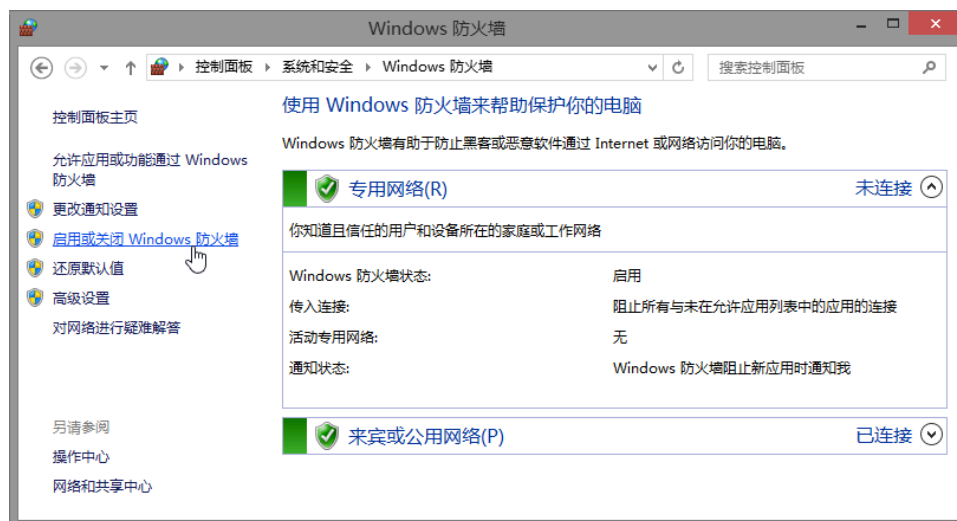 Windows 防火墙
控制面板 系统和安全 Windows 防火墙 搜索控制面板
控制面板主页
允许应用或功能通过 Windows
防火墙
更改通知设置
启用或关闭 Windows 防火墙
还原默认值
高级设置
对网络进行疑难解答
另请参阅
操作中心
网络和共享中心
使用 Windows 防火墙来帮助保护你的电脑
Windows 防火墙有助于防止黑客或恶意软件通过 Internet 或网络访问你的电脑。
专用网络(R) 未连接
你知道且信任的用户和设备所在的家庭或工作网络
Windows 防火墙状态: 启用
传入连接: 阻止所有与未在允许应用列表中的应用的连接
活动专用网络: 无
通知状态: Windows 防火墙阻止新应用时通知我
来宾或公用网络(P) 已连接